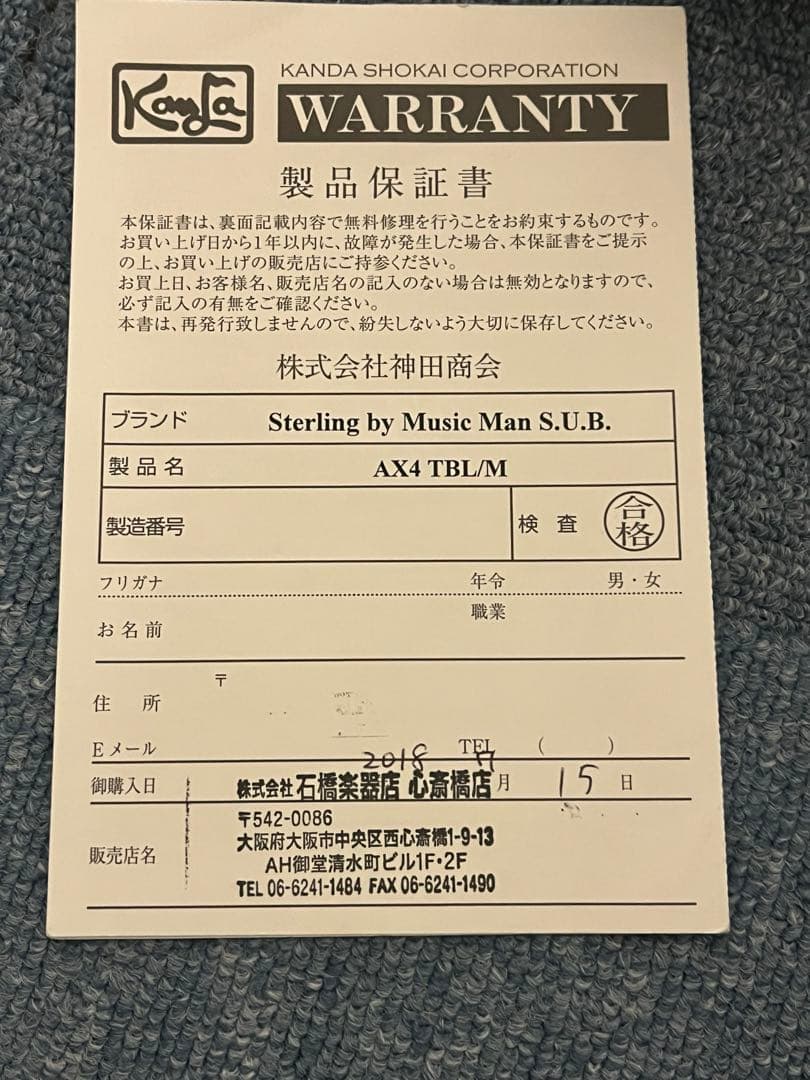 Kanda
KANDA SHOKAI CORPORATION
WARRANTY
製品保証書
本保証書は、裏面記載内容で無料修理を行うことをお約束するものです。
お買い上げ日から1年以内に、故障が発生した場合、本保証書をご提示
の上、お買い上げの販売店にご持参ください。
お買上日、お客様名、販売店名の記入のない場合は無効となりますので、
必ず記入の有無をご確認ください。
本書は、再発行致しませんので、紛失しないよう大切に保存してください。
株式会社神田商会
ブランド Sterling by Music Man S.U.B.
製品名 AX4 TBL/M
製造番号 検査 合格
フリガナ 年令 男・女
お名前 職業
住所 〒
Eメール TEL ( )
御購入日 2018 月 15 日
株式会社 石橋楽器店 心斎橋店
販売店名
〒542-0086
大阪府大阪市中央区西心斎橋1-9-13
AH御堂清水町ビル1F・2F
TEL 06-6241-1484 FAX 06-6241-1490